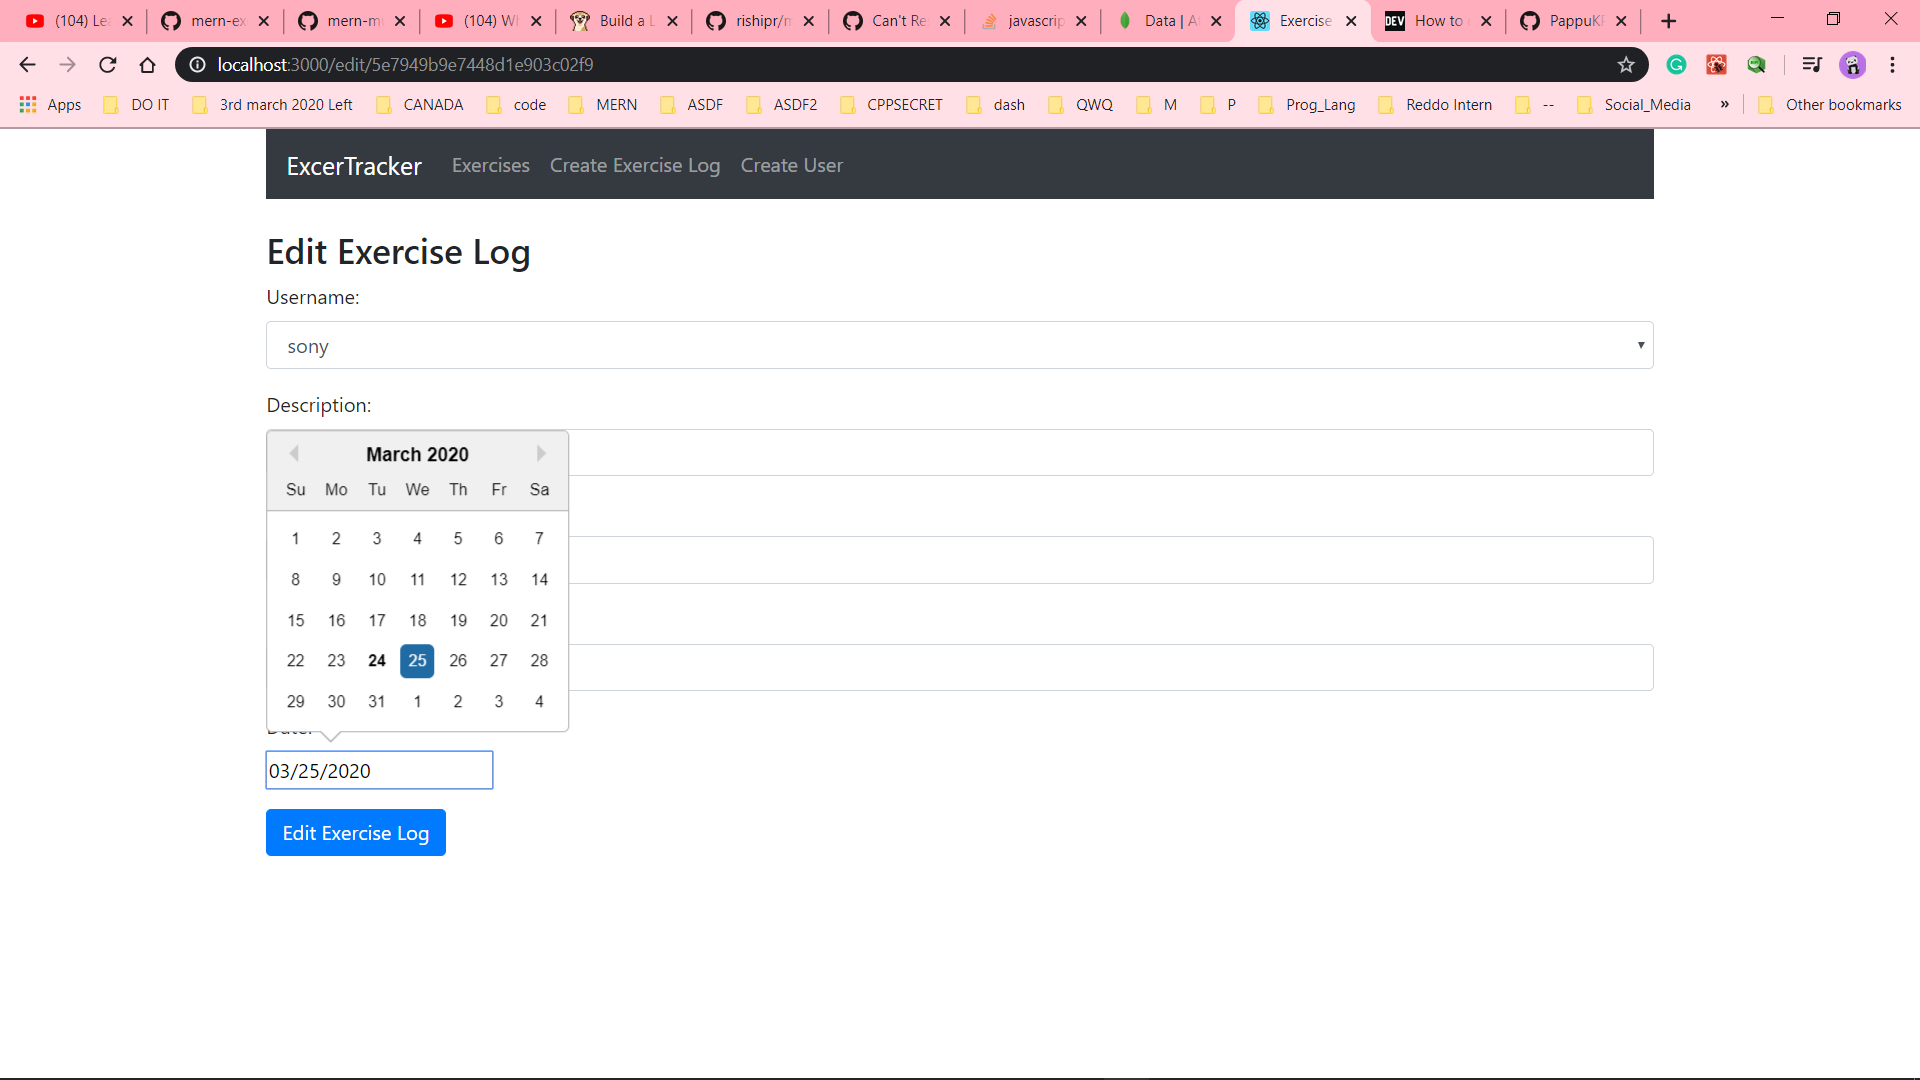 (104) Le
mern-ex
mern-m
(104) Wh
Build a L
rishipr/m
Can't Re
javascrip
Data | A
Exercise
DEV How to
PappuK
localhost:3000/edit/5e7949b9e7448d1e903c02f9
Apps DO IT 3rd march 2020 Left CANADA code MERN ASDF ASDF2 CPPSECRET dash QWQ M P Prog_Lang Reddo Intern -- Social_Media » Other bookmarks
ExcerTracker Exercises Create Exercise Log Create User
Edit Exercise Log
Username:
sony
Description:
March 2020
Su Mo Tu We Th Fr Sa
1 2 3 4 5 6 7
8 9 10 11 12 13 14
15 16 17 18 19 20 21
22 23 24 25 26 27 28
29 30 31 1 2 3 4
Date:
03/25/2020
Edit Exercise Log